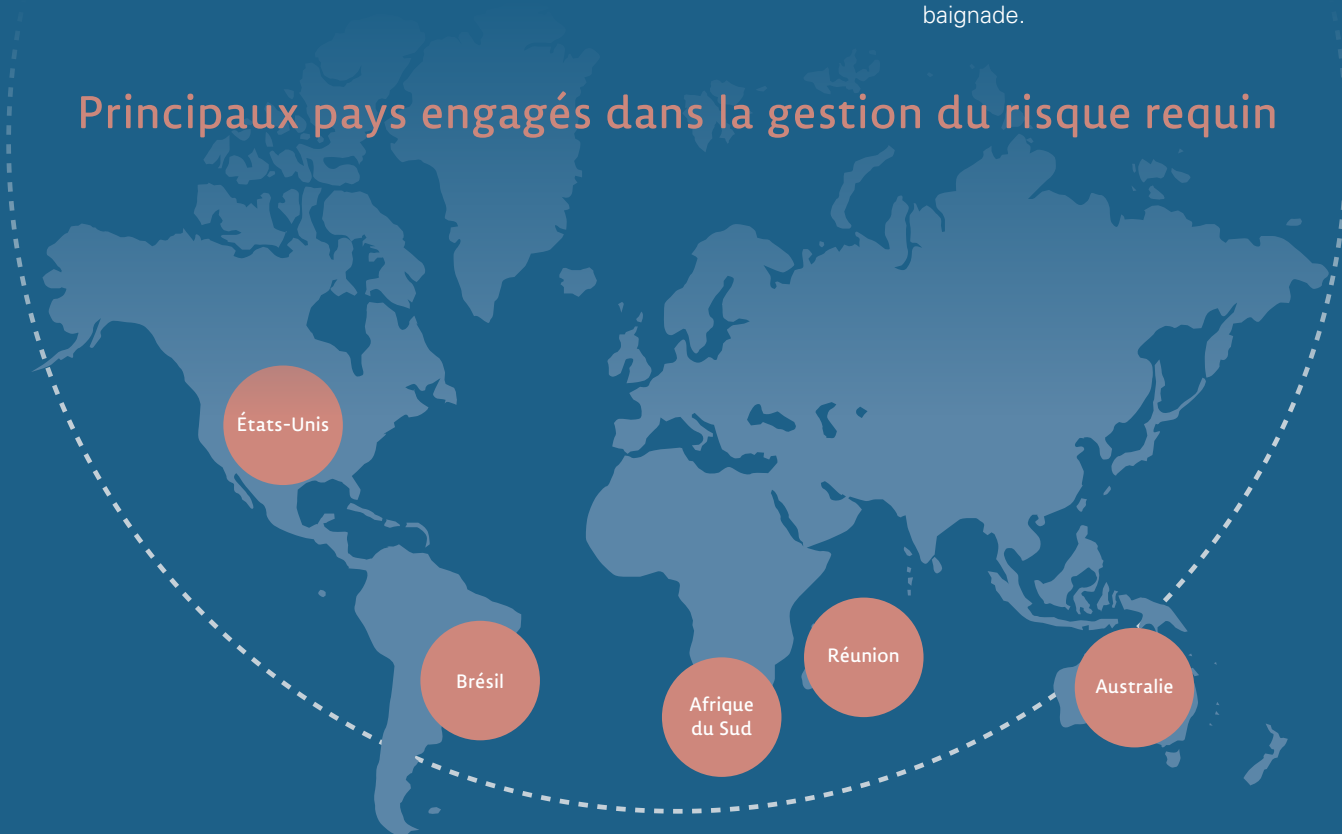 baignade.
Principaux pays engagés dans la gestion du risque requin
États-Unis
Brésil
Afrique
du Sud
Réunion
Australie